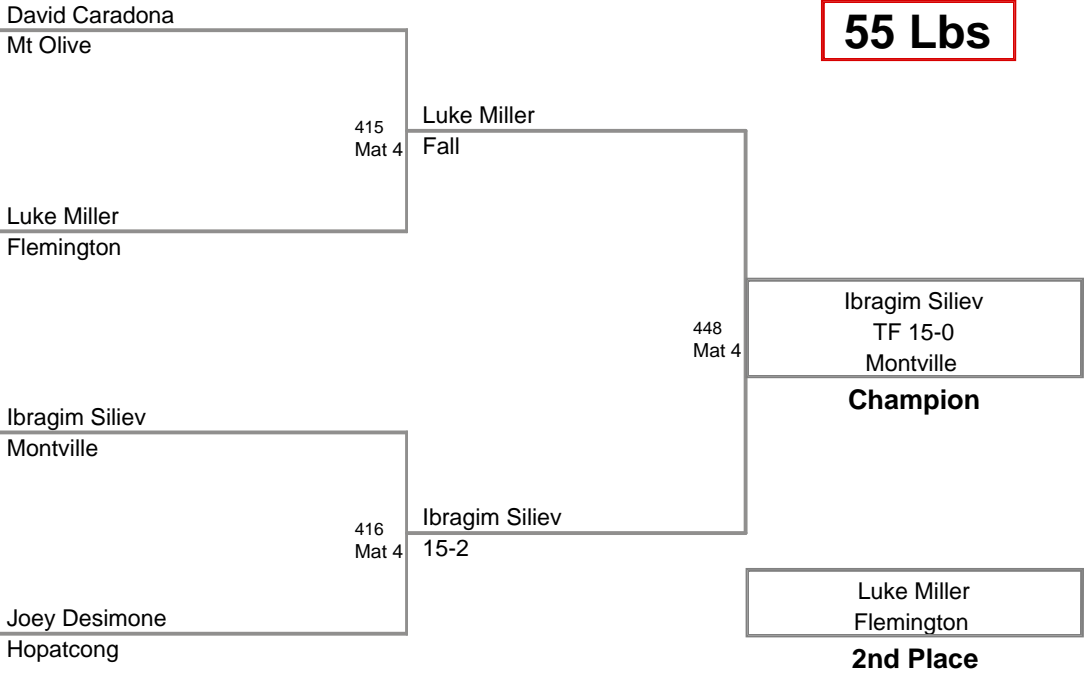 David Caradona
Mt Olive
55 Lbs
415
Mat 4
Luke Miller
Fall
Luke Miller
Flemington
448
Mat 4
Ibragim Siliev
TF 15-0
Montville
Champion
Ibragim Siliev
Montville
416
Mat 4
Ibragim Siliev
15-2
Joey Desimone
Hopatcong
Luke Miller
Flemington
2nd Place